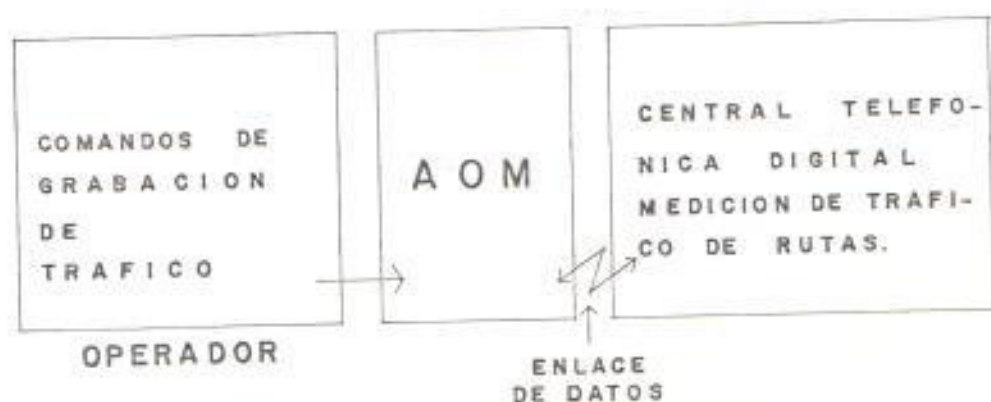 COMANDOS DE
GRABACION
DE
TRAFICO
OPERADOR
AOM
CENTRAL TELEFO-
NICA DIGITAL
MEDICION DE TRAFI-
CO DE RUTAS.
ENLACE
DE DATOS